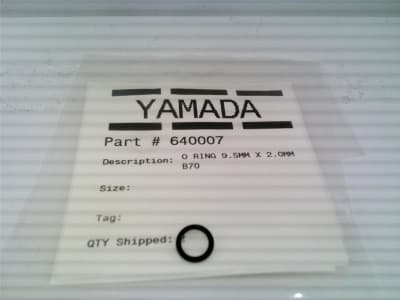 YAMADA
Part # 640007
Description: O RING 9.5MM X 2.0MM
B70
Size:
Tag:
QTY Shipped: